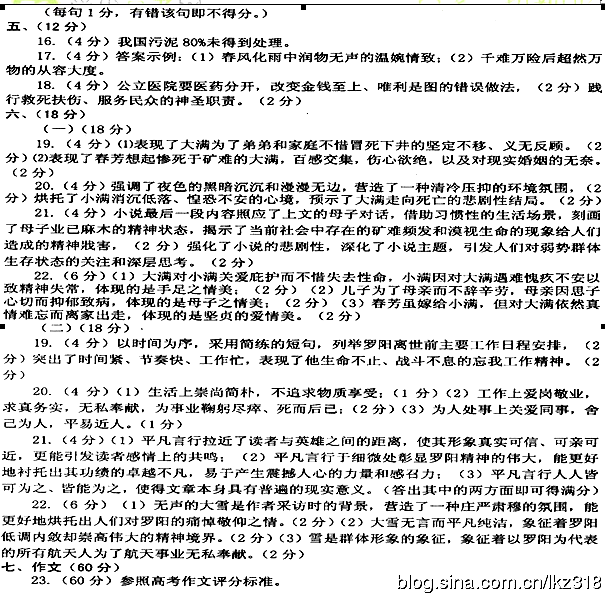 （每句 1 分，有错该句即不得分。）
五、（12 分）
16.（4 分）我国污泥 80%未得到处理。
17.（4 分）答案示例：（1）春风化雨中润物无声的温婉情致；（2）千难万险后超然万
物的从容大度。
18.（4 分）公立医院要医药分开，改变金钱至上、唯利是图的错误做法，（2 分）践
行救死扶伤、服务民众的神圣职责。（2 分）
六、（18 分）
（一）（18 分）
19.（4 分）⑴表现了大满为了弟弟和家庭不惜冒死下井的坚定不移、义无反顾。（2
分）⑵表现了春芳想起惨死于矿难的大满，百感交集，伤心欲绝，以及对现实婚姻的无奈。
（2 分）
20.（4 分）强调了夜色的黑暗沉沉和漫漫无边，营造了一种清冷压抑的环境氛围，（2
分）烘托了小满消沉低落、惶恐不安的心境，预示了大满走向死亡的悲剧性结局。（2 分）
21.（4 分）小说最后一段内容照应了上文的母子对话，借助习惯性的生活场景，刻画
了母子业已麻木的精神状态，揭示了当前社会中存在的矿难频发和漠视生命的现象给人们
造成的精神戕害，（2 分）强化了小说的悲剧性，深化了小说主题，引发人们对弱势群体
生存状态的关注和深层思考。（2 分）
22.（6 分）（1）大满对小满关爱庇护而不惜失去性命，小满因对大满遇难愧疚不安以
致精神失常，体现的是手足之情美；（2 分）（2）儿子为了母亲而不辞辛劳，母亲因思子
心切而抑郁致病，体现的是母子之情美；（2 分）（3）春芳虽嫁给小满，但对大满依然真
情难忘而离家出走，体现的是坚贞的爱情美。（2 分）
（二）（18 分）
19.（4 分）以时间为序，采用简练的短句，列举罗阳离世前主要工作日程安排，（2
分）突出了时间紧、节奏快、工作忙，表现了他生命不止、战斗不息的忘我工作精神。（2
分）
20.（4 分）（1）生活上崇尚简朴，不追求物质享受；（1 分）（2）工作上爱岗敬业，
求真务实，无私奉献，为事业鞠躬尽瘁、死而后已；（2 分）（3）为人处事上关爱同事，舍
己为人，平易近人。（1 分）
21.（4 分）（1）平凡言行拉近了读者与英雄之间的距离，使其形象真实可信、可亲可
近，更能引发读者感情上的共鸣；（2）平凡言行于细微处彰显罗阳精神的伟大，能更好
地衬托出其功绩的卓越不凡，易于产生震撼人心的力量和感召力；（3）平凡言行人人皆
可为之、皆能为之，使得文章本身具有普遍的现实意义。（答出其中的两方面即可得满分）
22.（6 分）（1）无声的大雪是作者采访时的背景，营造了一种庄严肃穆的氛围，能
更好地烘托出人们对罗阳的痛悼敬仰之情。（2 分）（2）大雪无言而平凡纯洁，象征着罗阳
低调内敛却崇高伟大的精神境界。（2 分）（3）雪是群体形象的象征，象征着以罗阳为代表
的所有航天人为了航天事业无私奉献。（2 分）
七、作文（60 分）
23.（60 分）参照高考作文评分标准。
blog.sina.com.cn/lkz318